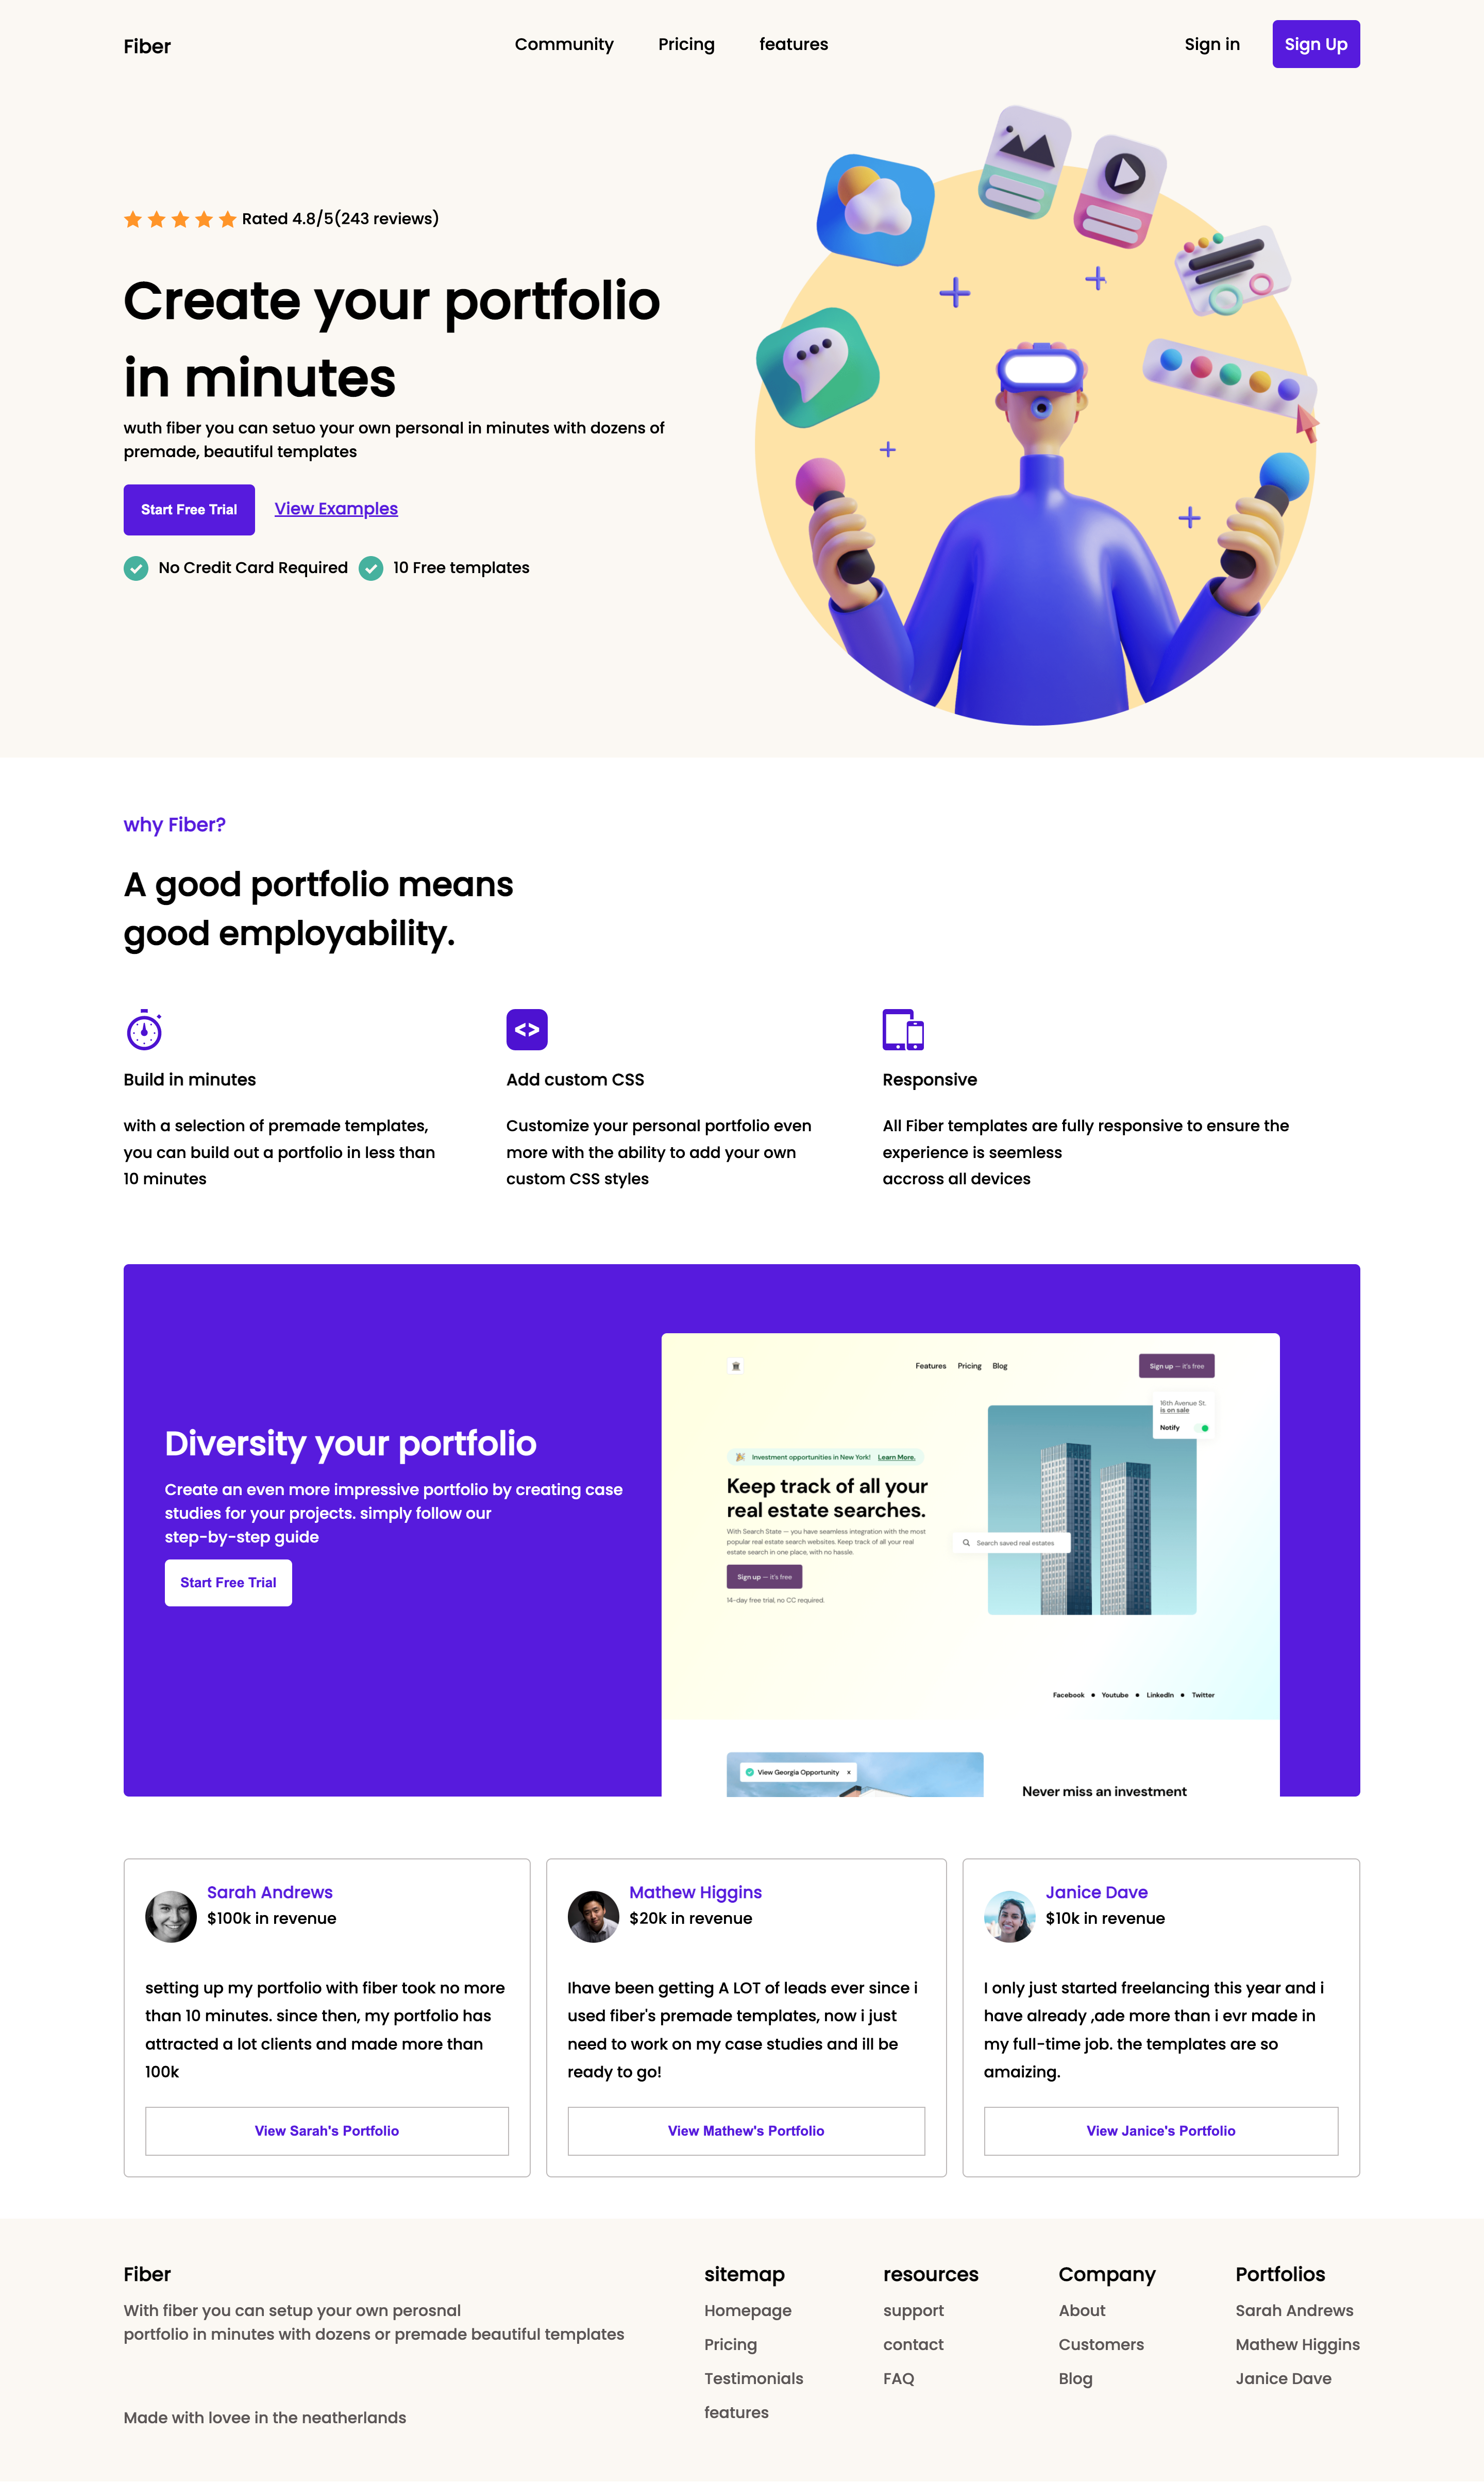 Fiber
Community
Pricing
features
Sign in
Sign Up
Rated 4.8/5(243 reviews)
Create your portfolio
in minutes
wuth fiber you can setuo your own personal in minutes with dozens of
premade, beautiful templates
Start Free Trial
View Examples
No Credit Card Required
10 Free templates
why Fiber?
A good portfolio means
good employability.
<>
Build in minutes
with a selection of premade templates,
you can build out a portfolio in less than
10 minutes
Add custom CSS
Customize your personal portfolio even
more with the ability to add your own
custom CSS styles
Responsive
All Fiber templates are fully responsive to ensure the
experience is seemless
accross all devices
Diversity your portfolio
Create an even more impressive portfolio by creating case
studies for your projects. simply follow our
step-by-step guide
Start Free Trial
Features
Pricing
Blog
Sign up — it's free
16th Avenue St.
is on sale
Notify
Investment opportunities in New York! Learn More.
Keep track of all your
real estate searches.
With Search State — you have seamless integration with the most
popular real estate search websites. Keep track of all your real
estate search in one place, with no hassle.
Search saved real estates
Sign up — it's free
14-day free trial, no CC required.
Facebook • Youtube • LinkedIn • Twitter
View Georgia Opportunity x
Never miss an investment
Sarah Andrews
$100k in revenue
setting up my portfolio with fiber took no more
than 10 minutes. since then, my portfolio has
attracted a lot clients and made more than
100k
View Sarah's Portfolio
Mathew Higgins
$20k in revenue
Ihave been getting A LOT of leads ever since i
used fiber's premade templates, now i just
need to work on my case studies and ill be
ready to go!
View Mathew's Portfolio
Janice Dave
$10k in revenue
I only just started freelancing this year and i
have already ,ade more than i evr made in
my full-time job. the templates are so
amaizing.
View Janice's Portfolio
Fiber
With fiber you can setup your own perosnal
portfolio in minutes with dozens or premade beautiful templates
Made with lovee in the neatherlands
sitemap
Homepage
Pricing
Testimonials
features
resources
support
contact
FAQ
Company
About
Customers
Blog
Portfolios
Sarah Andrews
Mathew Higgins
Janice Dave